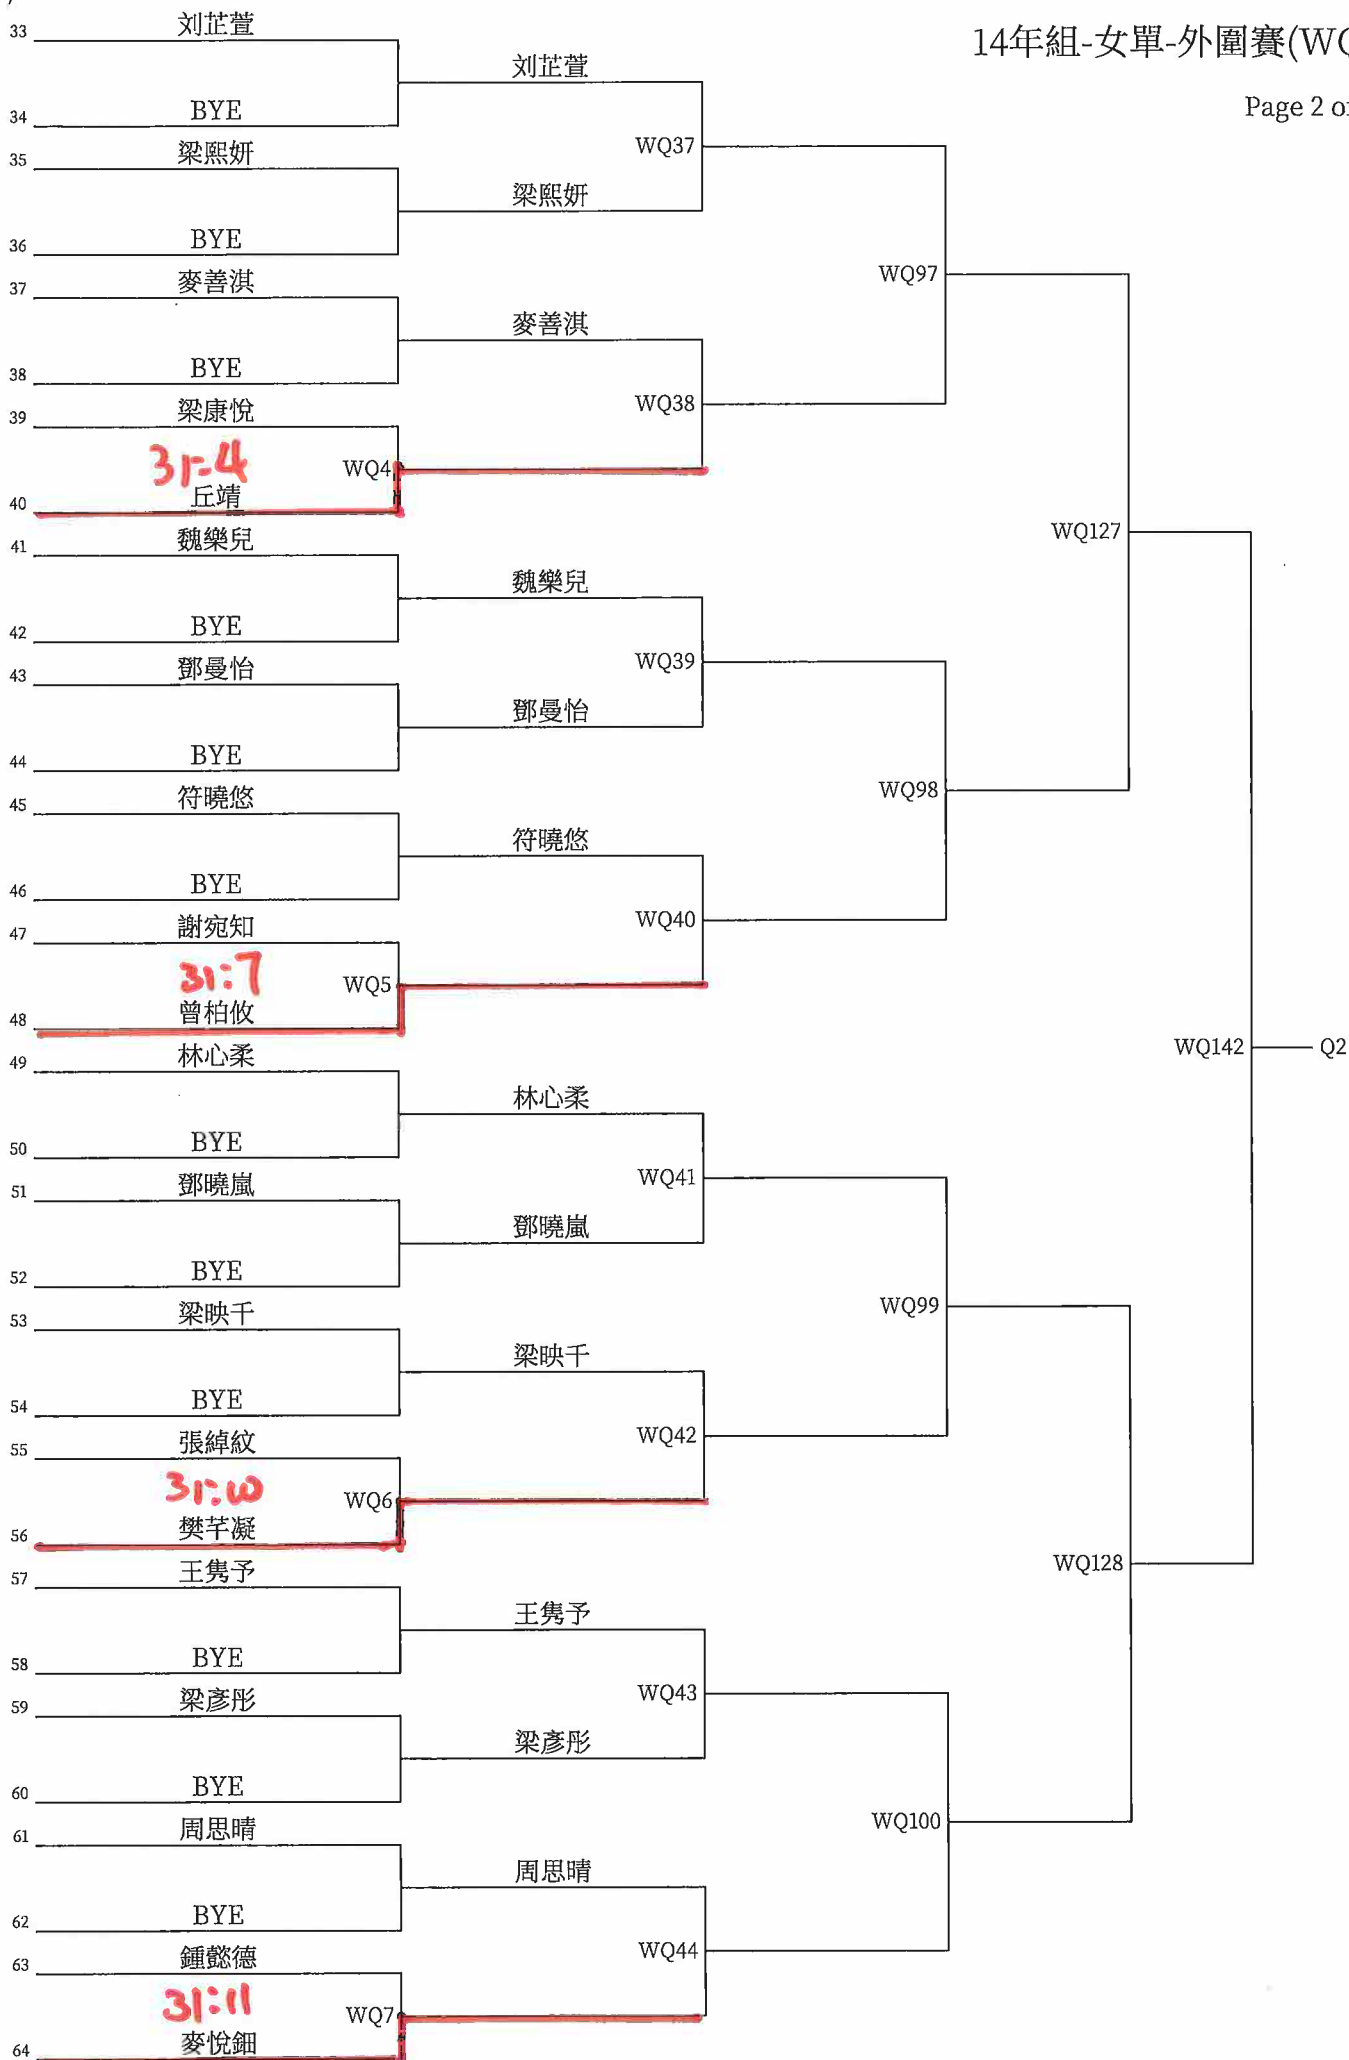 14年組-女單-外圍賽(WQ
Page 2 of
33 刘芷萱
刘芷萱
34 BYE
WQ37
35 梁熙妍
梁熙妍
36 BYE
WQ97
37 麥善淇
麥善淇
38 BYE
WQ38
39 梁康悅
31:4
WQ4
40 丘靖
WQ127
41 魏樂兒
魏樂兒
42 BYE
WQ39
43 鄧曼怡
鄧曼怡
44 BYE
WQ98
45 符曉悠
符曉悠
46 BYE
WQ40
47 謝宛知
31:7
WQ5
48 曾柏攸
WQ142 Q2
49 林心柔
林心柔
50 BYE
WQ41
51 鄧曉嵐
鄧曉嵐
52 BYE
WQ99
53 梁映千
梁映千
54 BYE
WQ42
55 張綽紋
31:10
WQ6
56 樊芊凝
WQ128
57 王雋予
王雋予
58 BYE
WQ43
59 梁彥彤
梁彥彤
60 BYE
WQ100
61 周思晴
周思晴
62 BYE
WQ44
63 鍾懿德
31:11
WQ7
64 麥悅鈿